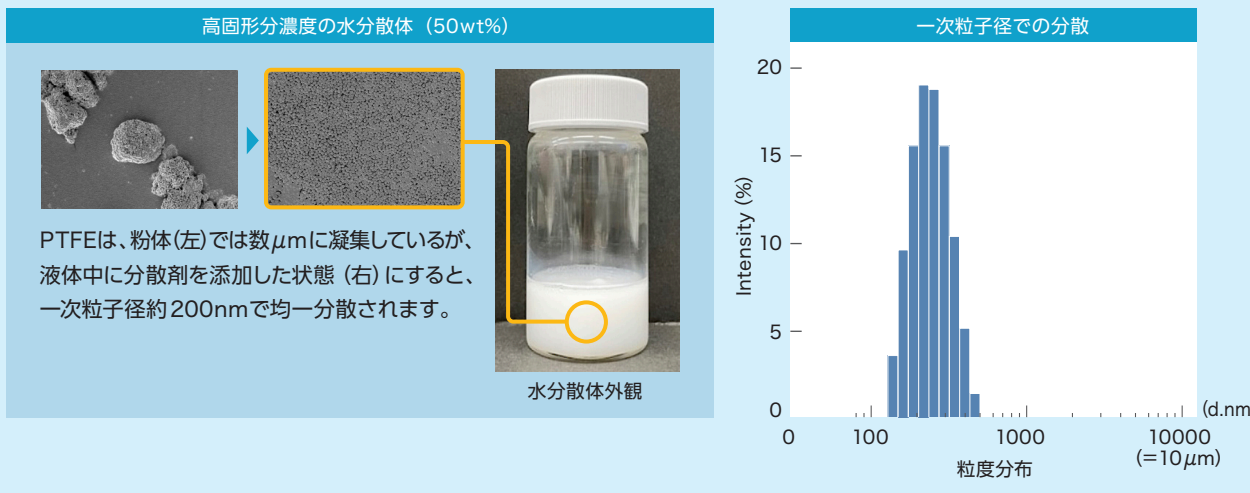 高固形分濃度の水分散体（50wt%）
PTFEは、粉体(左)では数μmに凝集しているが、
液体中に分散剤を添加した状態（右）にすると、
一次粒子径約200nmで均一分散されます。
水分散体外観
一次粒子径での分散
Intensity (%)
20
15
10
5
0
0 100 1000 10000 (d.nm
(=10μm)
粒度分布